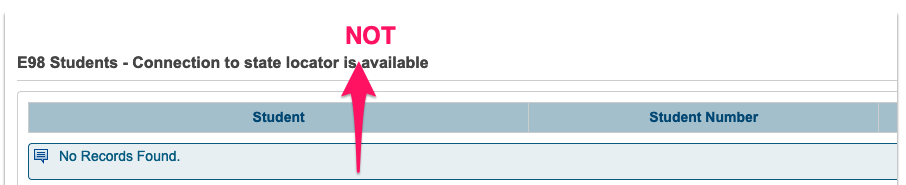 NOT
E98 Students - Connection to state locator is available
Student Student Number
No Records Found.